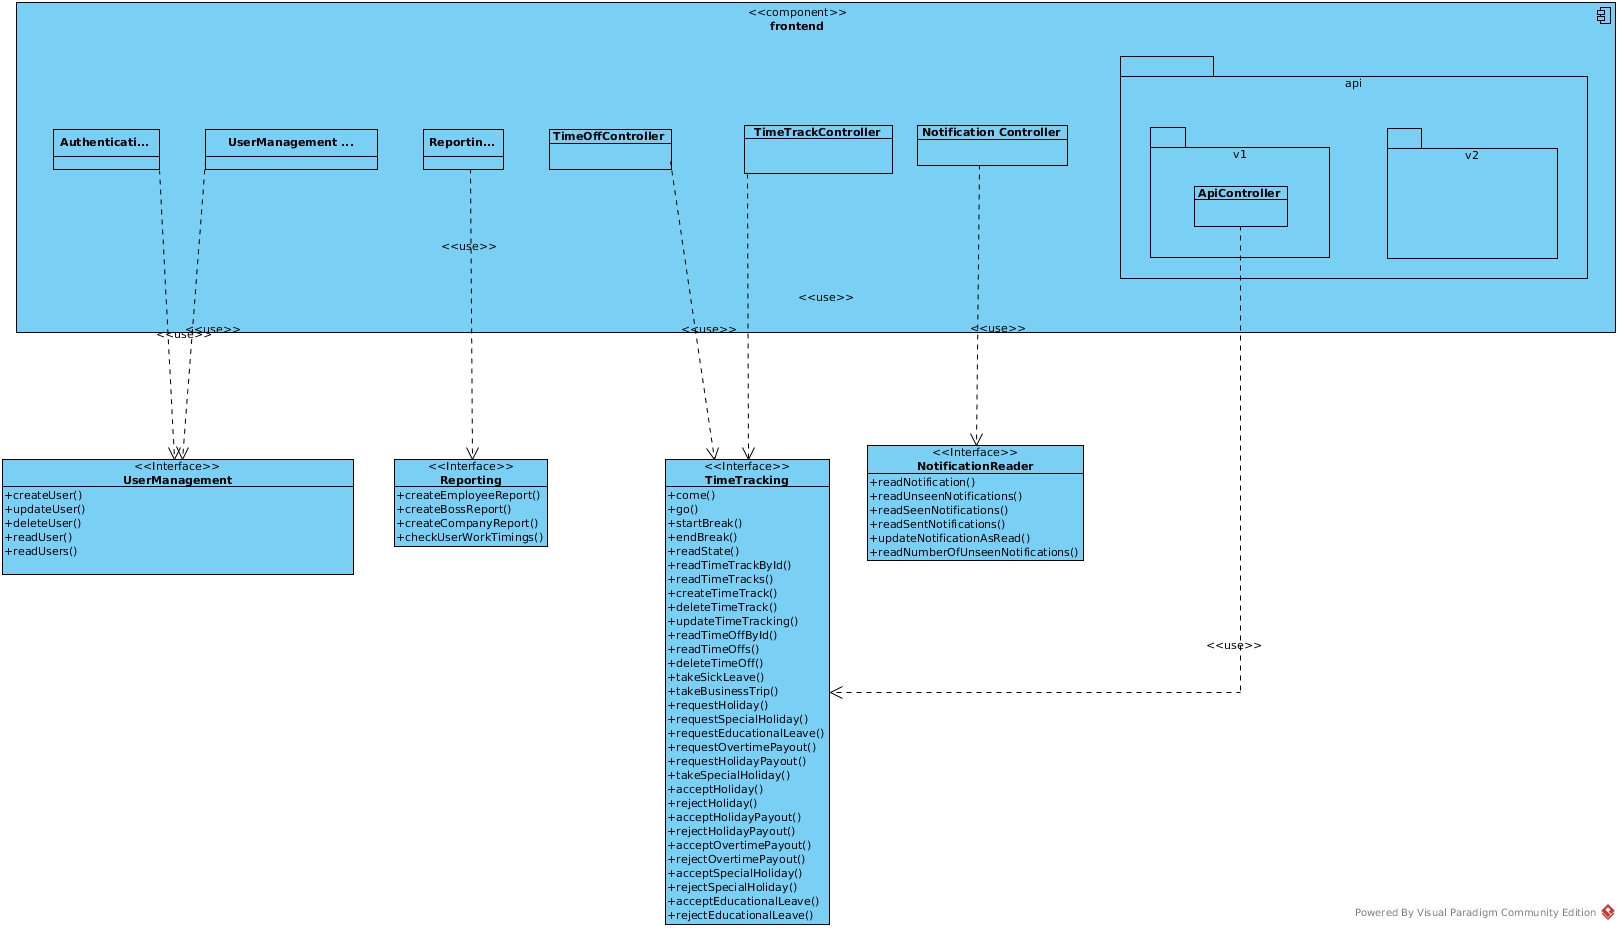 <<component>>
frontend
api
Authenticati...
UserManagement ...
Reportin...
TimeOffController
TimeTrackController
Notification Controller
v1
v2
ApiController
<<use>>
<<use>>
<<use>>
<<use>>
<<use>>
<<use>>
<<use>>
<<Interface>>
UserManagement
+createUser()
+updateUser()
+deleteUser()
+readUser()
+readUsers()
<<Interface>>
Reporting
+createEmployeeReport()
+createBossReport()
+createCompanyReport()
+checkUserWorkTimings()
<<Interface>>
TimeTracking
+come()
+go()
+startBreak()
+endBreak()
+readState()
+readTimeTrackById()
+readTimeTracks()
+createTimeTrack()
+deleteTimeTrack()
+updateTimeTracking()
+readTimeOffById()
+readTimeOffs()
+deleteTimeOff()
+takeSickLeave()
+takeBusinessTrip()
+requestHoliday()
+requestSpecialHoliday()
+requestEducationalLeave()
+requestOvertimePayout()
+requestHolidayPayout()
+takeSpecialHoliday()
+acceptHoliday()
+rejectHoliday()
+acceptHolidayPayout()
+rejectHolidayPayout()
+acceptOvertimePayout()
+rejectOvertimePayout()
+acceptSpecialHoliday()
+rejectSpecialHoliday()
+acceptEducationalLeave()
+rejectEducationalLeave()
<<Interface>>
NotificationReader
+readNotification()
+readUnseenNotifications()
+readSeenNotifications()
+readSentNotifications()
+updateNotificationAsRead()
+readNumberOfUnseenNotifications()
Powered By Visual Paradigm Community Edition